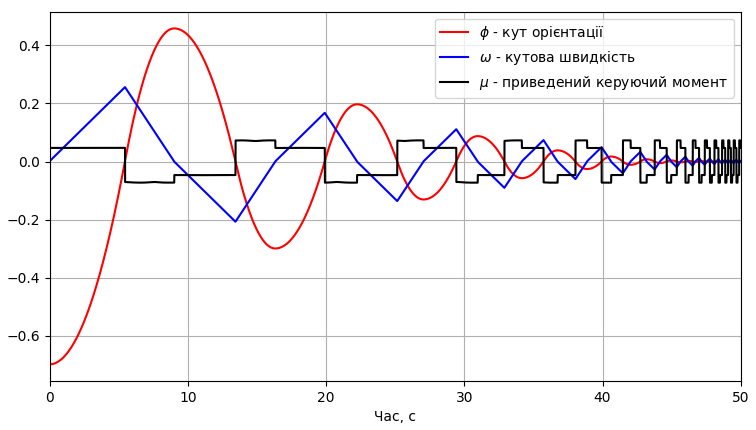 ϕ - кут орієнтації
ω - кутова швидкість
μ - приведений керуючий момент
0.4
0.2
0.0
−0.2
−0.4
−0.6
0 10 20 30 40 50
Час, с